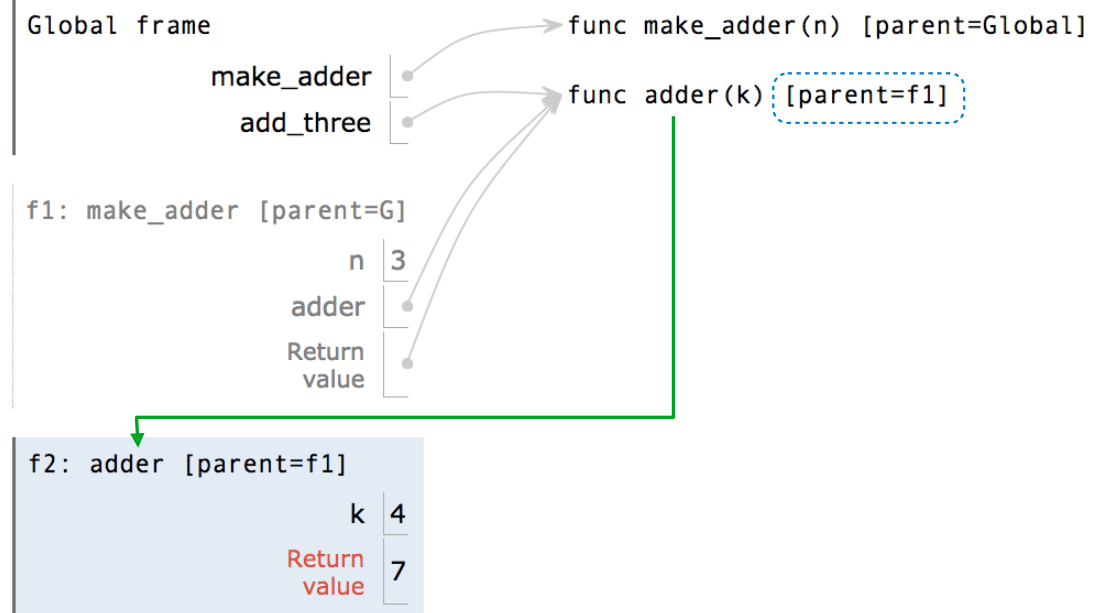 Global frame
func make_adder(n) [parent=Global]
make_adder
func adder(k) [parent=f1]
add_three
f1: make_adder [parent=G]
n 3
adder
Return
value
f2: adder [parent=f1]
k 4
Return
value 7